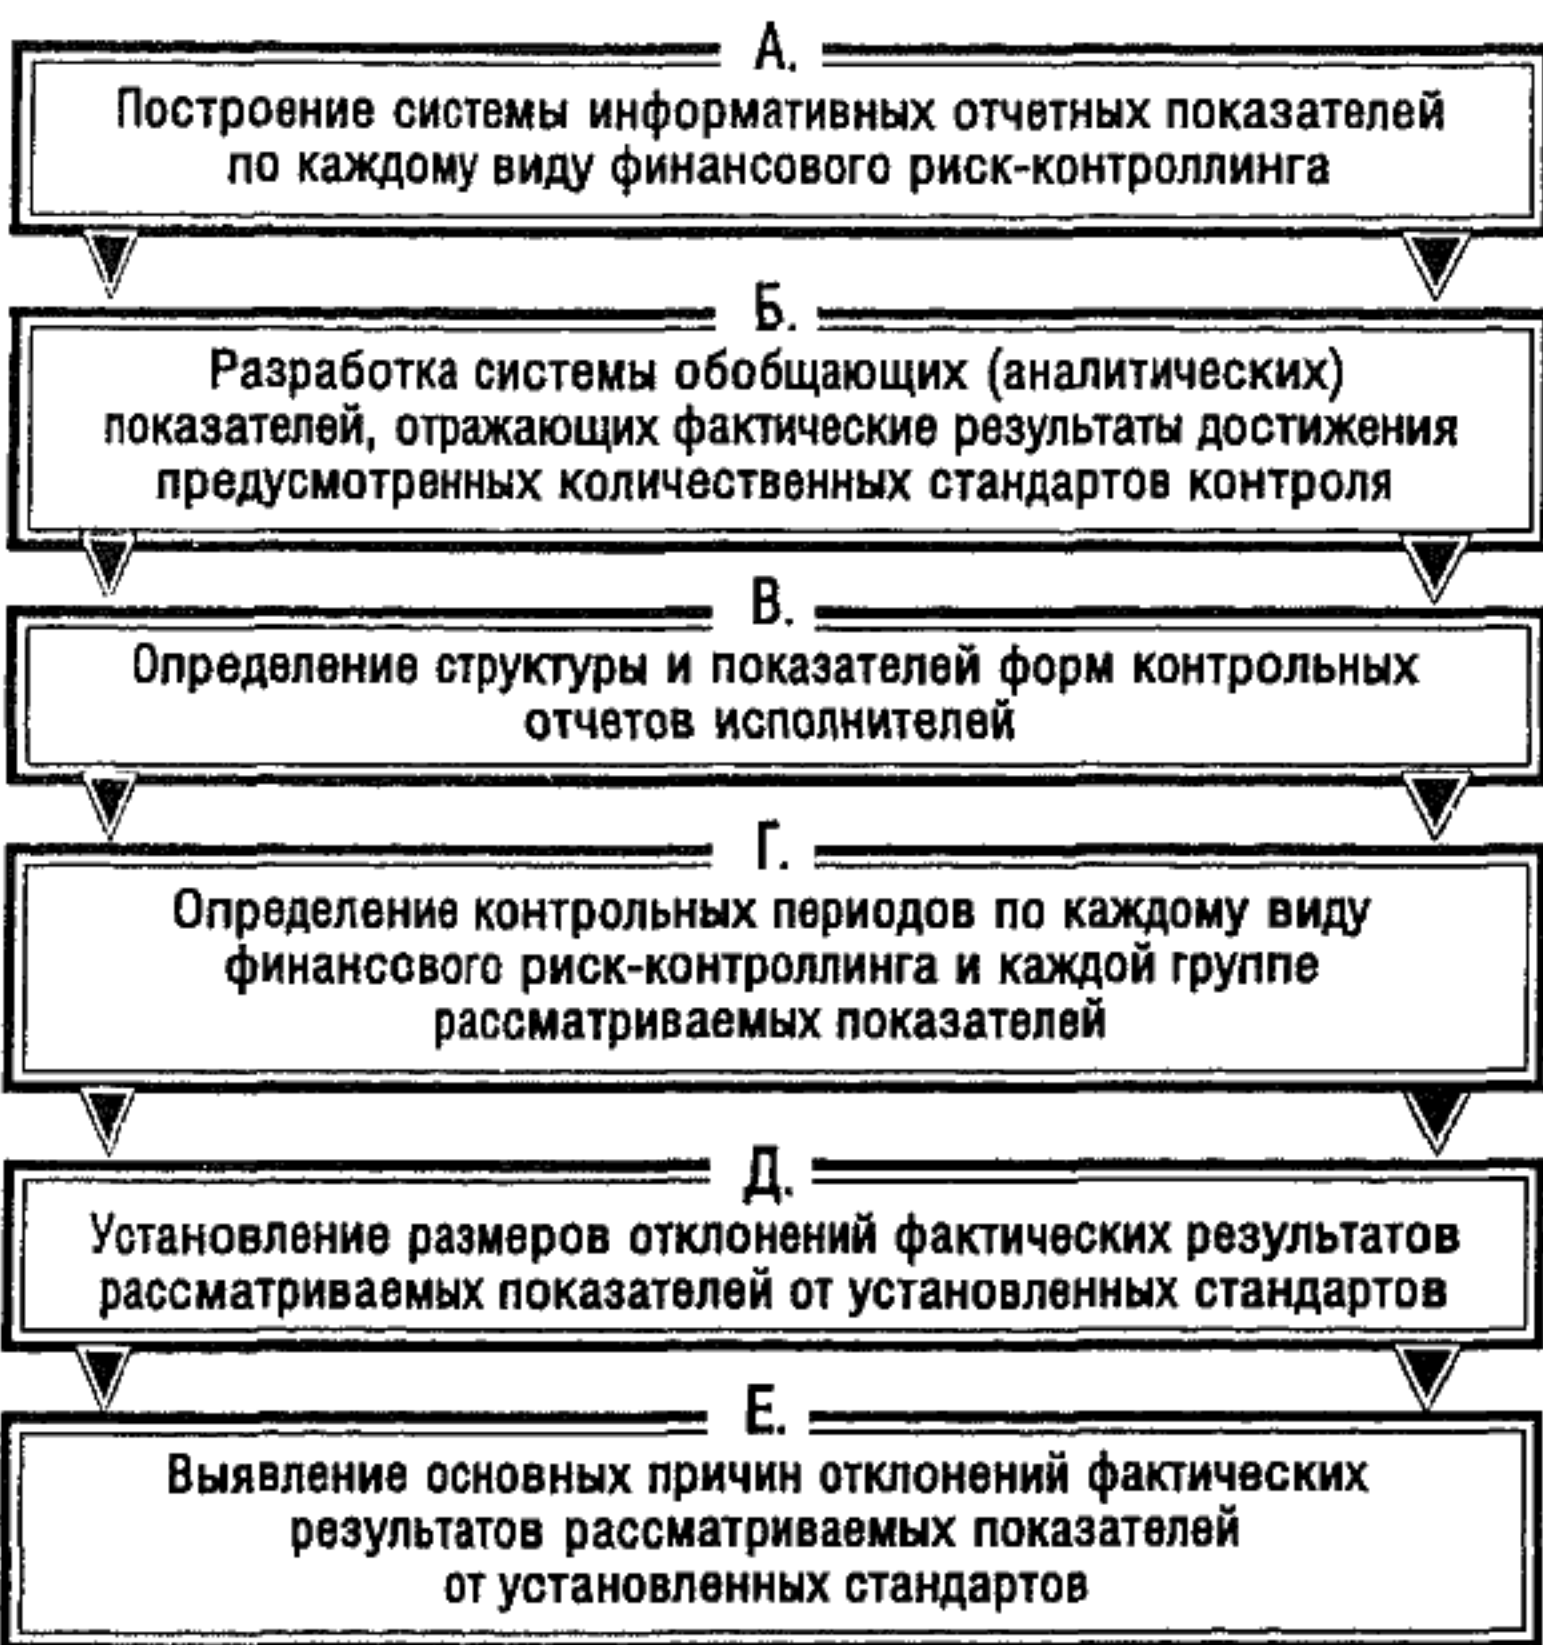 А.
Построение системы информативных отчетных показателей
по каждому виду финансового риск-контроллинга
Б.
Разработка системы обобщающих (аналитических)
показателей, отражающих фактические результаты достижения
предусмотренных количественных стандартов контроля
В.
Определение структуры и показателей форм контрольных
отчетов исполнителей
Г.
Определение контрольных периодов по каждому виду
финансового риск-контроллинга и каждой группе
рассматриваемых показателей
Д.
Установление размеров отклонений фактических результатов
рассматриваемых показателей от установленных стандартов
Е.
Выявление основных причин отклонений фактических
результатов рассматриваемых показателей
от установленных стандартов